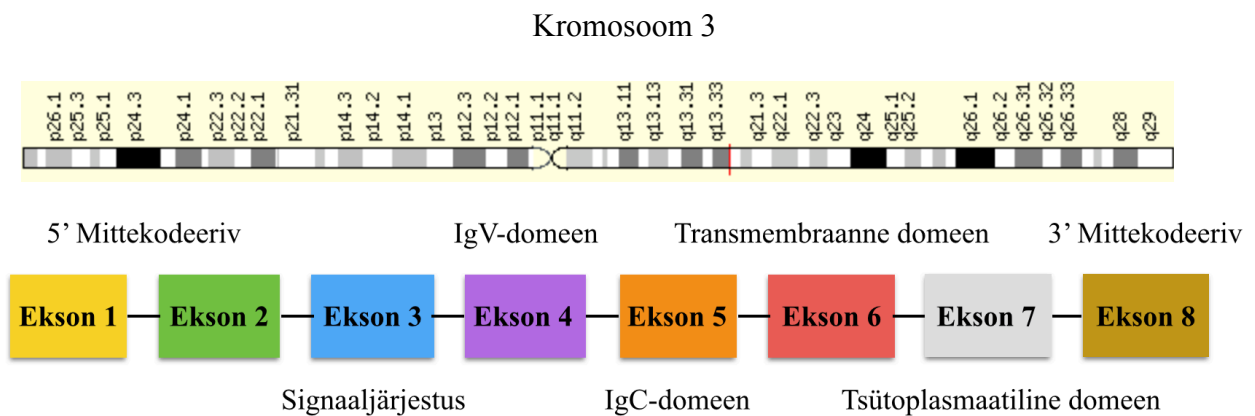 Kromosoom 3
p26.1 p25.3 p25.1 p24.3 p24.1 p22.3 p22.2 p22.1 p21.31 p14.3 p14.2 p14.1 p13 p12.3 p12.2 p12.1 p11.1 q11.1 q11.2 q13.11 q13.13 q13.31 q13.33 q21.3 q22.1 q22.3 q23 q24 q25.1 q25.2 q26.1 q26.2 q26.31 q26.32 q26.33 q28 q29
5’ Mittekodeeriv IgV-domeen Transmembraanne domeen 3’ Mittekodeeriv
Ekson 1 Ekson 2 Ekson 3 Ekson 4 Ekson 5 Ekson 6 Ekson 7 Ekson 8
Signaaljärjestus IgC-domeen Tsütoplasmaatiline domeen